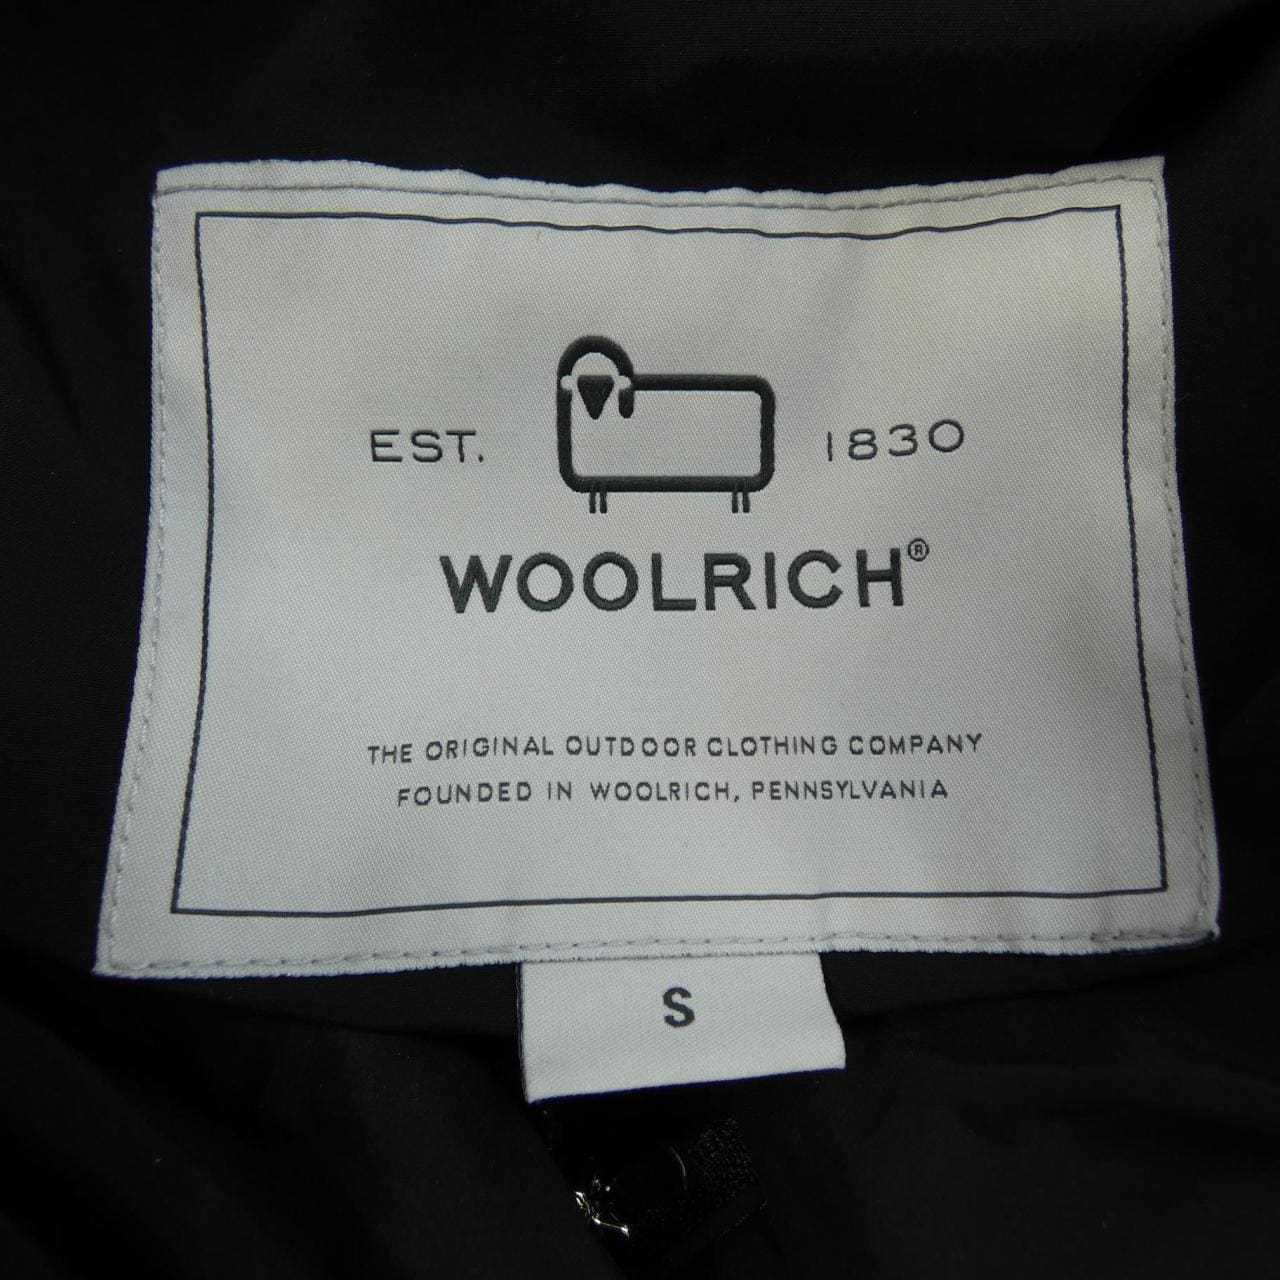 EST. 1830
WOOLRICH®
THE ORIGINAL OUTDOOR CLOTHING COMPANY
FOUNDED IN WOOLRICH, PENNSYLVANIA
S